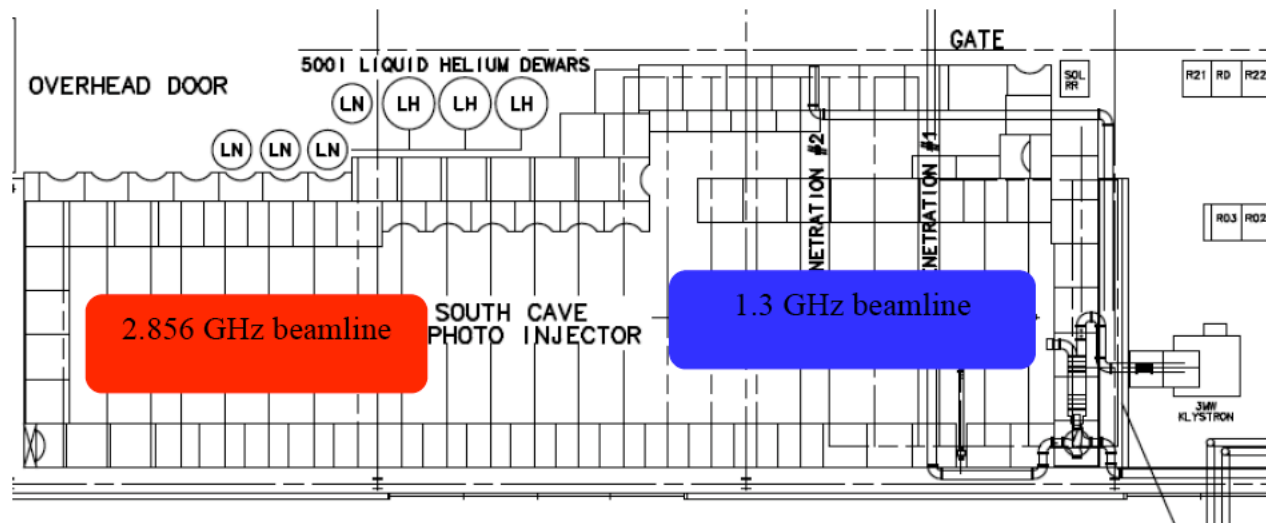 GATE
5001 LIQUID HELIUM DEWARS
OVERHEAD DOOR
SOL
RR
R21 RD R22
LN LH LH LH
LN LN LN
NETRATION #2
ENETRATION #1
R03 R02
2.856 GHz beamline
SOUTH CAVE
PHOTO INJECTOR
1.3 GHz beamline
3MW
KLYSTRON